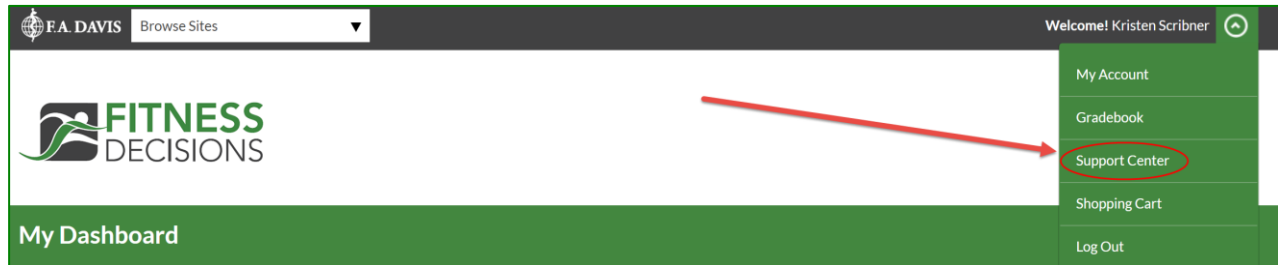 F.A. DAVIS Browse Sites Welcome! Kristen Scribner
My Account
FITNESS
DECISIONS
Gradebook
Support Center
Shopping Cart
My Dashboard
Log Out